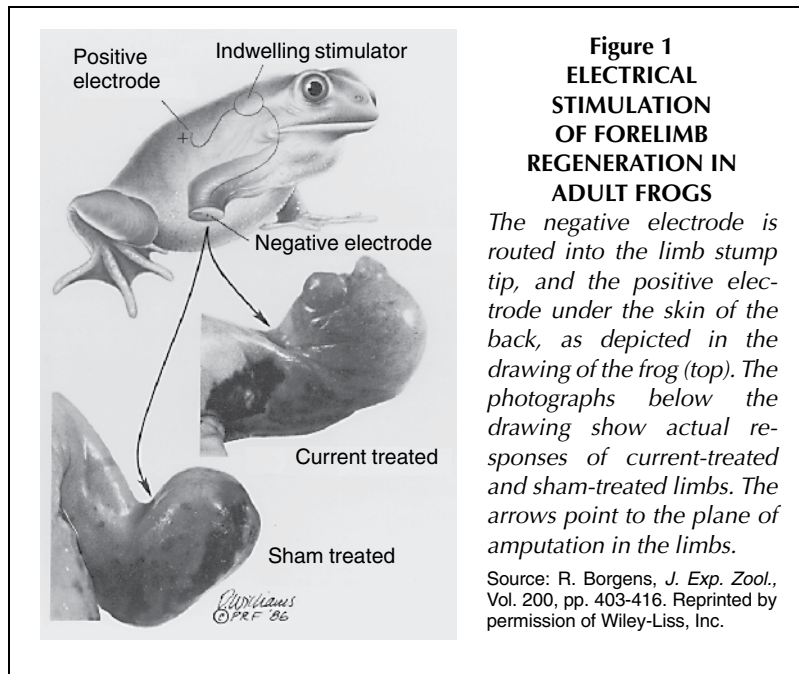 Positive
electrode
Indwelling stimulator
+
Negative electrode
Current treated
Sham treated
Williams
©PRF '86
Figure 1
ELECTRICAL
STIMULATION
OF FORELIMB
REGENERATION IN
ADULT FROGS
The negative electrode is
routed into the limb stump
tip, and the positive elec-
trode under the skin of the
back, as depicted in the
drawing of the frog (top). The
photographs below the
drawing show actual re-
sponses of current-treated
and sham-treated limbs. The
arrows point to the plane of
amputation in the limbs.
Source: R. Borgens, J. Exp. Zool.,
Vol. 200, pp. 403-416. Reprinted by
permission of Wiley-Liss, Inc.